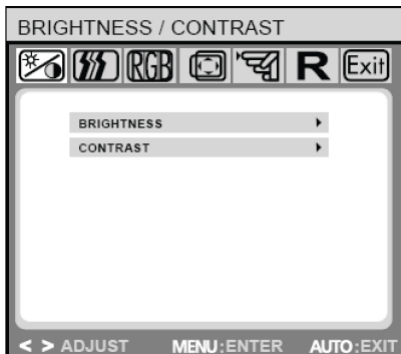 BRIGHTNESS / CONTRAST
RGB R Exit
BRIGHTNESS
CONTRAST
< > ADJUST MENU:ENTER AUTO:EXIT